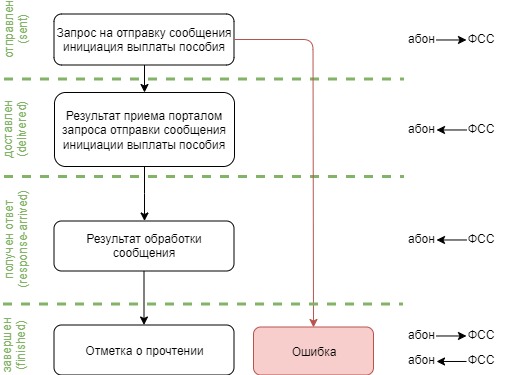 отправлен
(sent)
Запрос на отправку сообщения
инициация выплаты пособия
абон
ФСС
доставлен
(delivered)
Результат приема порталом
запроса отправки сообщения
инициации выплаты пособия
абон
ФСС
получен ответ
(response-arrived)
Результат обработки
сообщения
абон
ФСС
завершен
(finished)
Отметка о прочтении
Ошибка
абон
ФСС
абон
ФСС